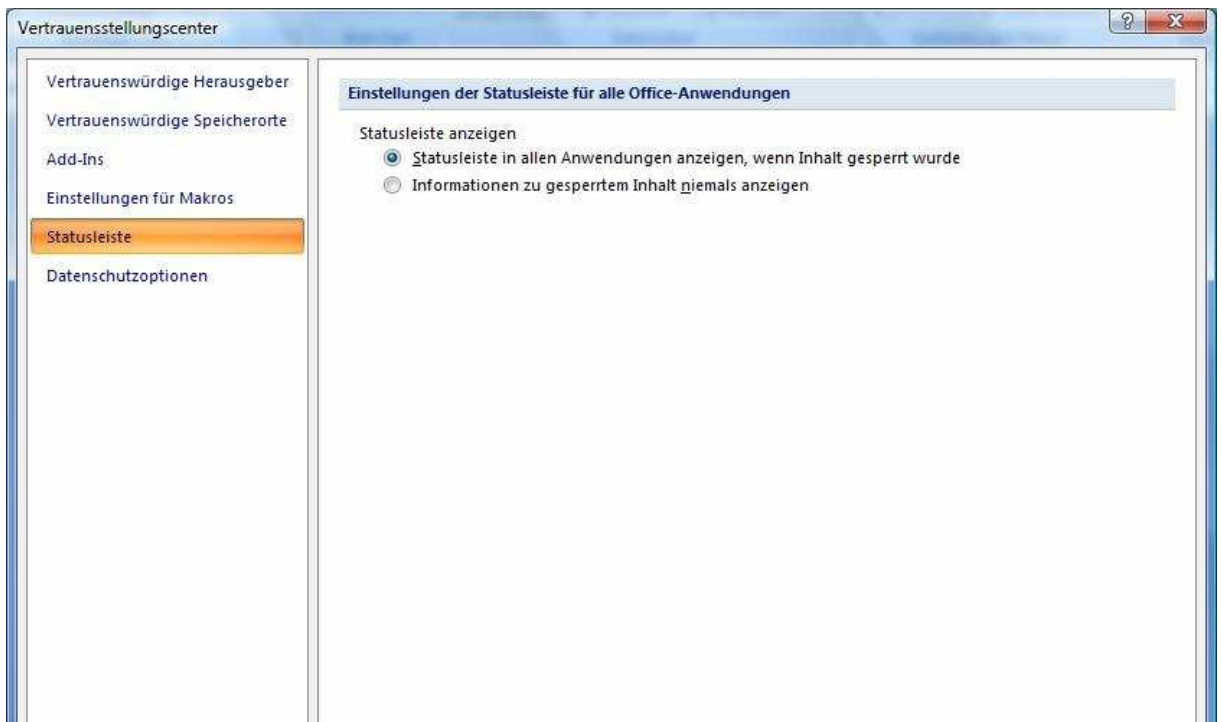 Vertrauensstellungscenter
Vertrauenswürdige Herausgeber
Vertrauenswürdige Speicherorte
Add-Ins
Einstellungen für Makros
Statusleiste
Datenschutzoptionen
Einstellungen der Statusleiste für alle Office-Anwendungen
Statusleiste anzeigen
Statusleiste in allen Anwendungen anzeigen, wenn Inhalt gesperrt wurde
Informationen zu gesperrtem Inhalt niemals anzeigen